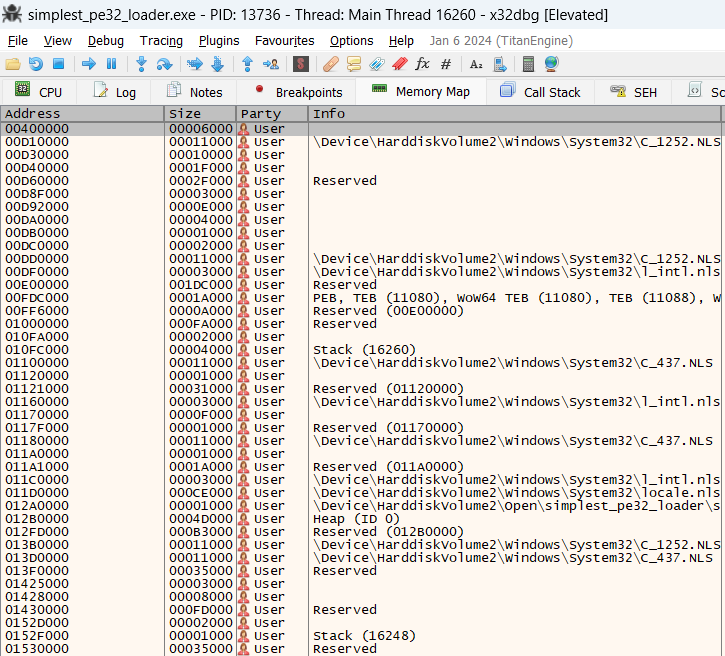 simplest_pe32_loader.exe - PID: 13736 - Thread: Main Thread 16260 - x32dbg [Elevated]
File View Debug Tracing Plugins Favourites Options Help Jan 6 2024 (TitanEngine)
CPU Log Notes Breakpoints Memory Map Call Stack SEH Sc
Address Size Party Info
00400000 00006000 User
00D10000 00011000 User \Device\HarddiskVolume2\Windows\System32\C_1252.NLS
00D30000 00010000 User
00D40000 0001F000 User
00D60000 0002F000 User Reserved
00D8F000 00003000 User
00D92000 0000E000 User
00DA0000 00004000 User
00DB0000 00001000 User
00DC0000 00002000 User
00DD0000 00011000 User \Device\HarddiskVolume2\Windows\System32\C_1252.NLS
00DF0000 00003000 User \Device\HarddiskVolume2\Windows\System32\l_intl.nls
00E00000 001DC000 User Reserved
00FDC000 0001A000 User PEB, TEB (11080), WoW64 TEB (11080), TEB (11088), W
00FF6000 0000A000 User Reserved (00E00000)
01000000 000FA000 User Reserved
010FA000 00002000 User
010FC000 00004000 User Stack (16260)
01100000 00011000 User \Device\HarddiskVolume2\Windows\System32\C_437.NLS
01120000 00001000 User
01121000 00031000 User Reserved (01120000)
01160000 00003000 User \Device\HarddiskVolume2\Windows\System32\l_intl.nls
01170000 0000F000 User
0117F000 00001000 User Reserved (01170000)
01180000 00011000 User \Device\HarddiskVolume2\Windows\System32\C_437.NLS
011A0000 00001000 User
011A1000 0001A000 User Reserved (011A0000)
011C0000 00003000 User \Device\HarddiskVolume2\Windows\System32\l_intl.nls
011D0000 000CE000 User \Device\HarddiskVolume2\Windows\System32\locale.nls
012A0000 00001000 User \Device\HarddiskVolume2\Open\simplest_pe32_loader\s
012B0000 0004D000 User Heap (ID 0)
012FD000 000B3000 User Reserved (012B0000)
013B0000 00011000 User \Device\HarddiskVolume2\Windows\System32\C_1252.NLS
013D0000 00011000 User \Device\HarddiskVolume2\Windows\System32\C_437.NLS
013F0000 00035000 User Reserved
01425000 00003000 User
01428000 00008000 User
01430000 000FD000 User Reserved
0152D000 00002000 User
0152F000 00001000 User Stack (16248)
01530000 00035000 User Reserved